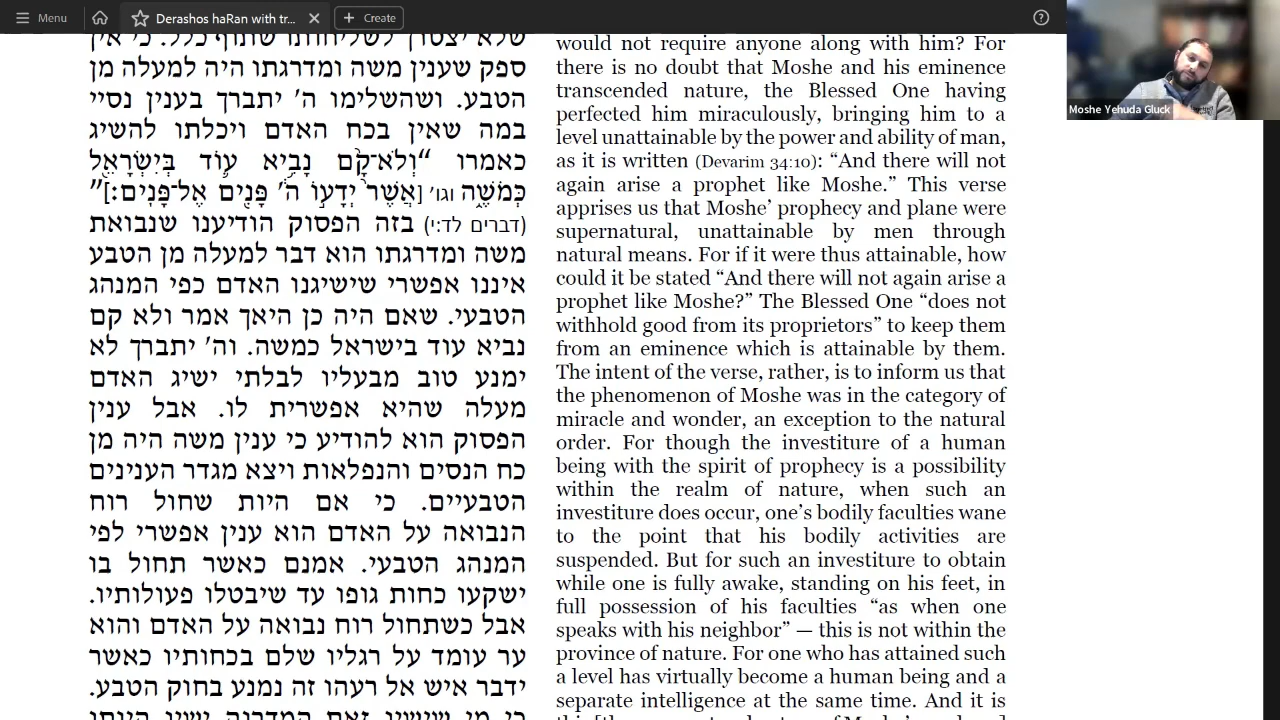 Menu
Derashos haRan with tr...
Create
Moshe Yehuda Gluck
שלא יצטרך לשליחותו שתוף כלל. כי אין
ספק שענין משה ומדרגתו היה למעלה מן
הטבע. ושהשלימו ה׳ יתברך בענין נסיי
במה שאין בכח האדם ויכלתו להשיג
כאמרו “וְלֹא־קָ֨ם נָבִ֥יא ע֛וֹד בְּיִשְׂרָאֵ֖ל
כְּמֹשֶׁ֑ה וגו׳ [אֲשֶׁר֙ יְדָע֣וֹ ה׳ פָּנִ֖ים אֶל־פָּנִֽים:]”
(דברים לד:י) בזה הפסוק הודיענו שנבואת
משה ומדרגתו הוא דבר למעלה מן הטבע
איננו אפשרי שישיגנו האדם כפי המנהג
הטבעי. שאם היה כן היאך אמר ולא קם
נביא עוד בישראל כמשה. וה׳ יתברך לא
ימנע טוב מבעליו לבלתי ישיג האדם
מעלה שהיא אפשרית לו. אבל ענין
הפסוק הוא להודיע כי ענין משה היה מן
כח הנסים והנפלאות ויצא מגדר הענינים
הטבעיים. כי אם היות שחול רוח
הנבואה על האדם הוא ענין אפשרי לפי
המנהג הטבעי. אמנם כאשר תחול בו
ישקעו כחות גופו עד שיבטלו פעולותיו.
אבל כשתחול רוח נבואה על האדם והוא
ער עומד על רגליו שלם בכחותיו כאשר
ידבר איש אל רעהו זה נמנע בחוק הטבע.
כי מי שישיג זאת המדרגה ישיג היותו
would not require anyone along with him? For
there is no doubt that Moshe and his eminence
transcended nature, the Blessed One having
perfected him miraculously, bringing him to a
level unattainable by the power and ability of man,
as it is written (Devarim 34:10): “And there will not
again arise a prophet like Moshe.” This verse
apprises us that Moshe’ prophecy and plane were
supernatural, unattainable by men through
natural means. For if it were thus attainable, how
could it be stated “And there will not again arise a
prophet like Moshe?” The Blessed One “does not
withhold good from its proprietors” to keep them
from an eminence which is attainable by them.
The intent of the verse, rather, is to inform us that
the phenomenon of Moshe was in the category of
miracle and wonder, an exception to the natural
order. For though the investiture of a human
being with the spirit of prophecy is a possibility
within the realm of nature, when such an
investiture does occur, one’s bodily faculties wane
to the point that his bodily activities are
suspended. But for such an investiture to obtain
while one is fully awake, standing on his feet, in
full possession of his faculties “as when one
speaks with his neighbor” — this is not within the
province of nature. For one who has attained such
a level has virtually become a human being and a
separate intelligence at the same time. And it is